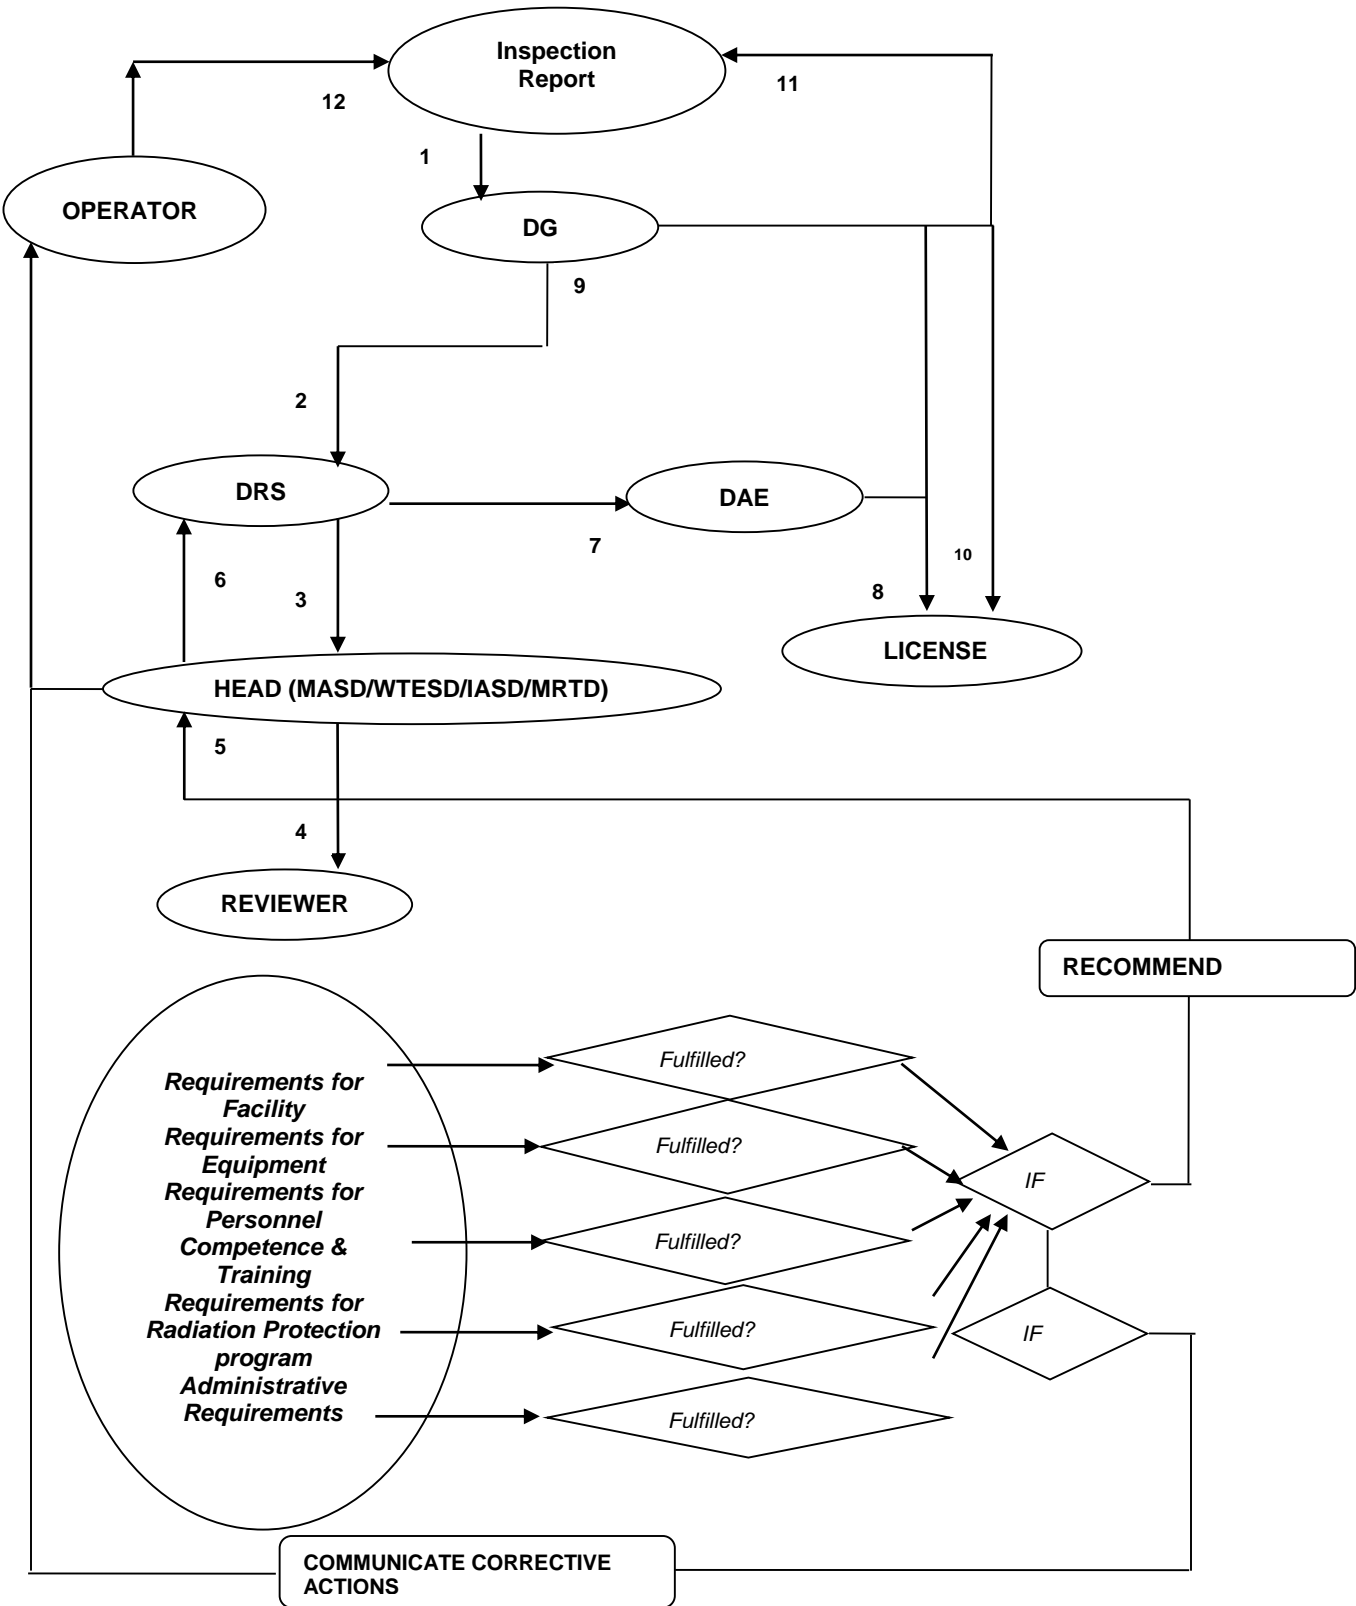 Inspection
Report
11
12
1
OPERATOR
DG
9
2
DRS
DAE
7
10
6
3
8
LICENSE
HEAD (MASD/WTESD/IASD/MRTD)
5
4
REVIEWER
RECOMMEND
Requirements for
Facility
Requirements for
Equipment
Requirements for
Personnel
Competence &
Training
Requirements for
Radiation Protection
program
Administrative
Requirements
Fulfilled?
Fulfilled?
Fulfilled?
Fulfilled?
Fulfilled?
IF
IF
COMMUNICATE CORRECTIVE
ACTIONS